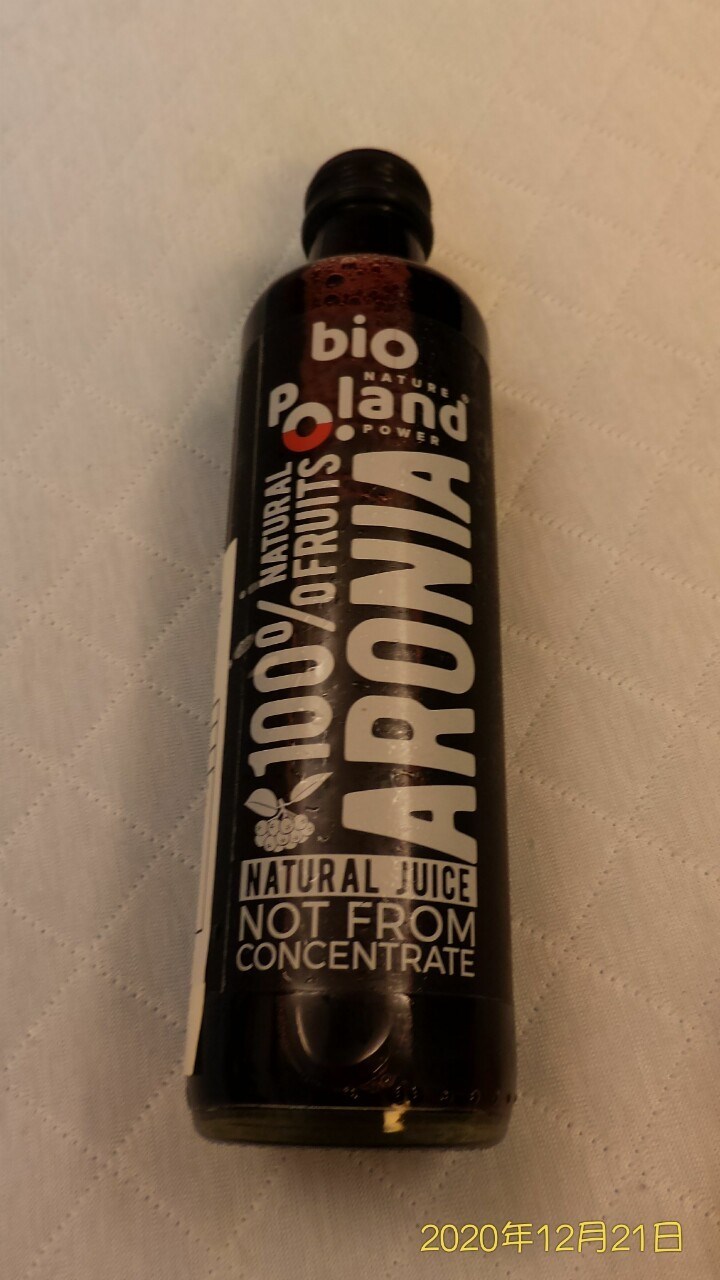 bio
NATURE
Poland
POWER
100% NATURAL
FRUITS
ARONIA
NATURAL JUICE
NOT FROM
CONCENTRATE
2020年12月21日